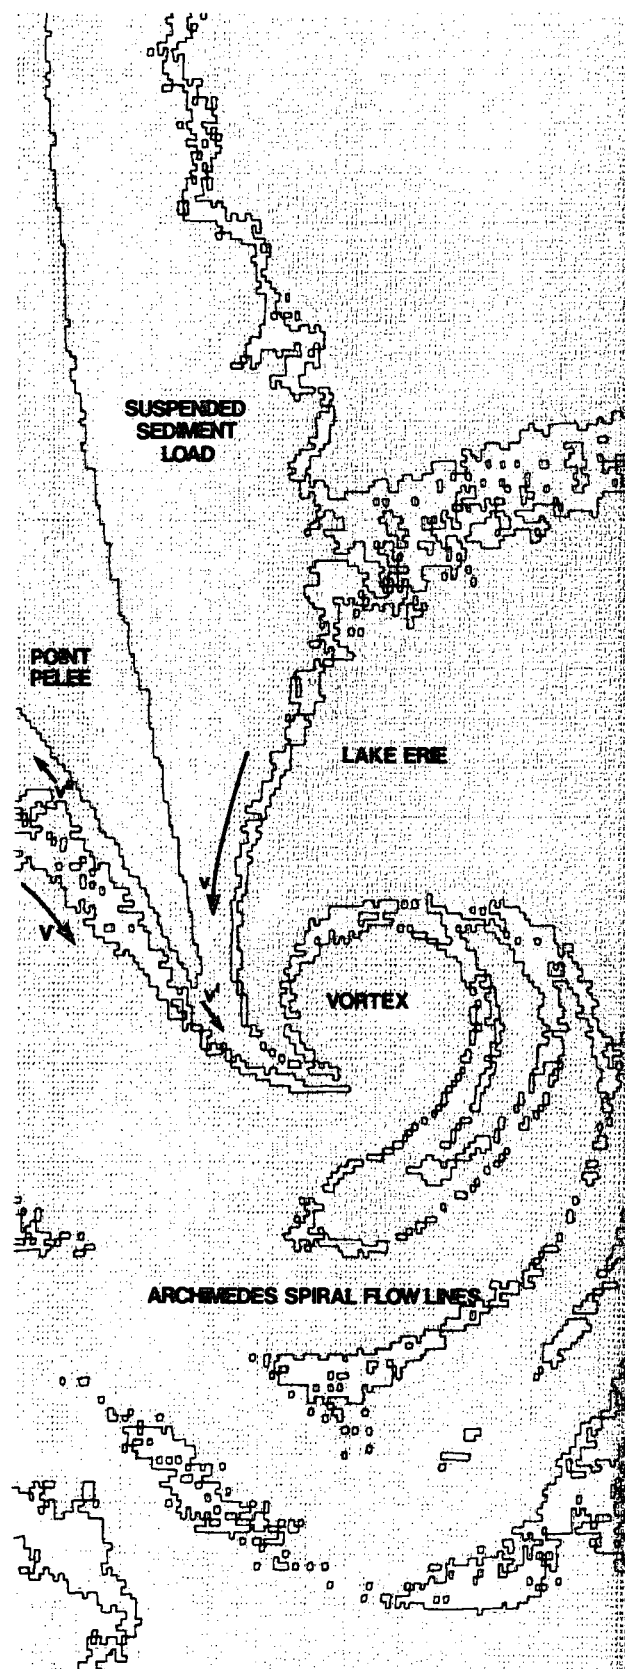 SUSPENDED
SEDIMENT
LOAD
POINT
PELEE
LAKE ERIE
V
V
VORTEX
V
ARCHIMEDES SPIRAL FLOW LINES